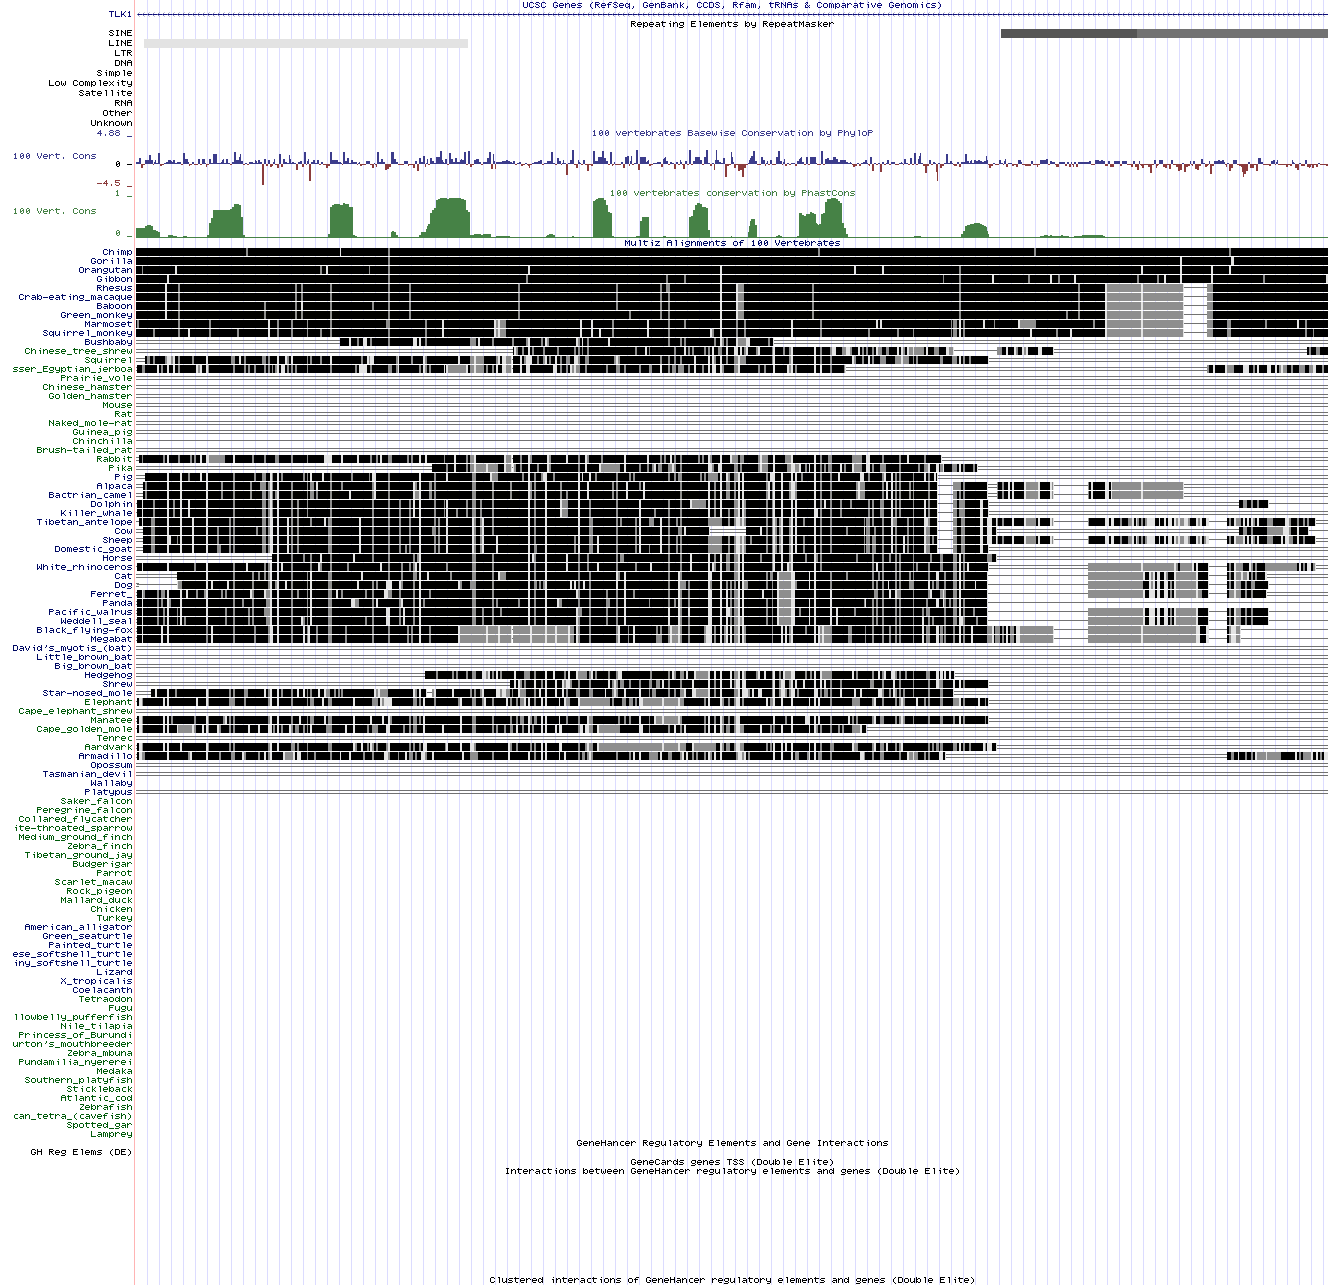 UCSC Genes (RefSeq, GenBank, CCDS, Rfam, tRNAs & Comparative Genomics)
TLK1
Repeating Elements by RepeatMasker
SINE
LINE
LTR
DNA
Simple
Low Complexity
Satellite
RNA
Other
Unknown
4.88 _
100 vertebrates Basewise Conservation by PhyloP
100 Vert. Cons
0 _
-4.5 _
1 _
100 vertebrates conservation by PhastCons
100 Vert. Cons
0 _
Multiz Alignments of 100 Vertebrates
Chimp
Gorilla
Orangutan
Gibbon
Rhesus
Crab-eating_macaque
Baboon
Green_monkey
Marmoset
Squirrel_monkey
Bushbaby
Chinese_tree_shrew
Squirrel
sser_Egyptian_jerboa
Prairie_vole
Chinese_hamster
Golden_hamster
Mouse
Rat
Naked_mole-rat
Guinea_pig
Chinchilla
Brush-tailed_rat
Rabbit
Pika
Pig
Alpaca
Bactrian_camel
Dolphin
Killer_whale
Tibetan_antelope
Cow
Sheep
Domestic_goat
Horse
White_rhinoceros
Cat
Dog
Ferret_
Panda
Pacific_walrus
Weddell_seal
Black_flying-fox
Megabat
David's_myotis_(bat)
Little_brown_bat
Big_brown_bat
Hedgehog
Shrew
Star-nosed_mole
Elephant
Cape_elephant_shrew
Manatee
Cape_golden_mole
Tenrec
Aardvark
Armadillo
Opossum
Tasmanian_devil
Wallaby
Platypus
Saker_falcon
Peregrine_falcon
Collared_flycatcher
ite-throated_sparrow
Medium_ground_finch
Zebra_finch
Tibetan_ground_jay
Budgerigar
Parrot
Scarlet_macaw
Rock_pigeon
Mallard_duck
Chicken
Turkey
American_alligator
Green_seaturtle
Painted_turtle
ese_softshell_turtle
iny_softshell_turtle
Lizard
X_tropicalis
Coelacanth
Tetraodon
Fugu
llowbelly_pufferfish
Nile_tilapia
Princess_of_Burundi
urton's_mouthbreeder
Zebra_mbuna
Pundamilia_nyererei
Medaka
Southern_platyfish
Stickleback
Atlantic_cod
Zebrafish
can_tetra_(cavefish)
Spotted_gar
Lamprey
GeneHancer Regulatory Elements and Gene Interactions
GH Reg Elems (DE)
GeneCards genes TSS (Double Elite)
Interactions between GeneHancer regulatory elements and genes (Double Elite)
Clustered interactions of GeneHancer regulatory elements and genes (Double Elite)